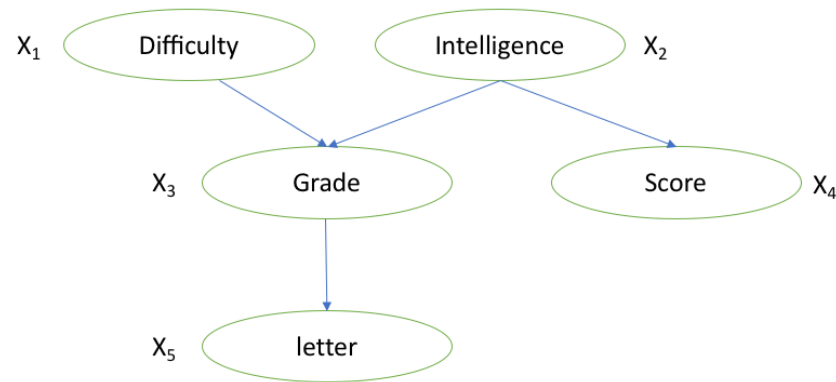 X₁ Difficulty Intelligence X₂
X₃ Grade Score X₄
X₅ letter